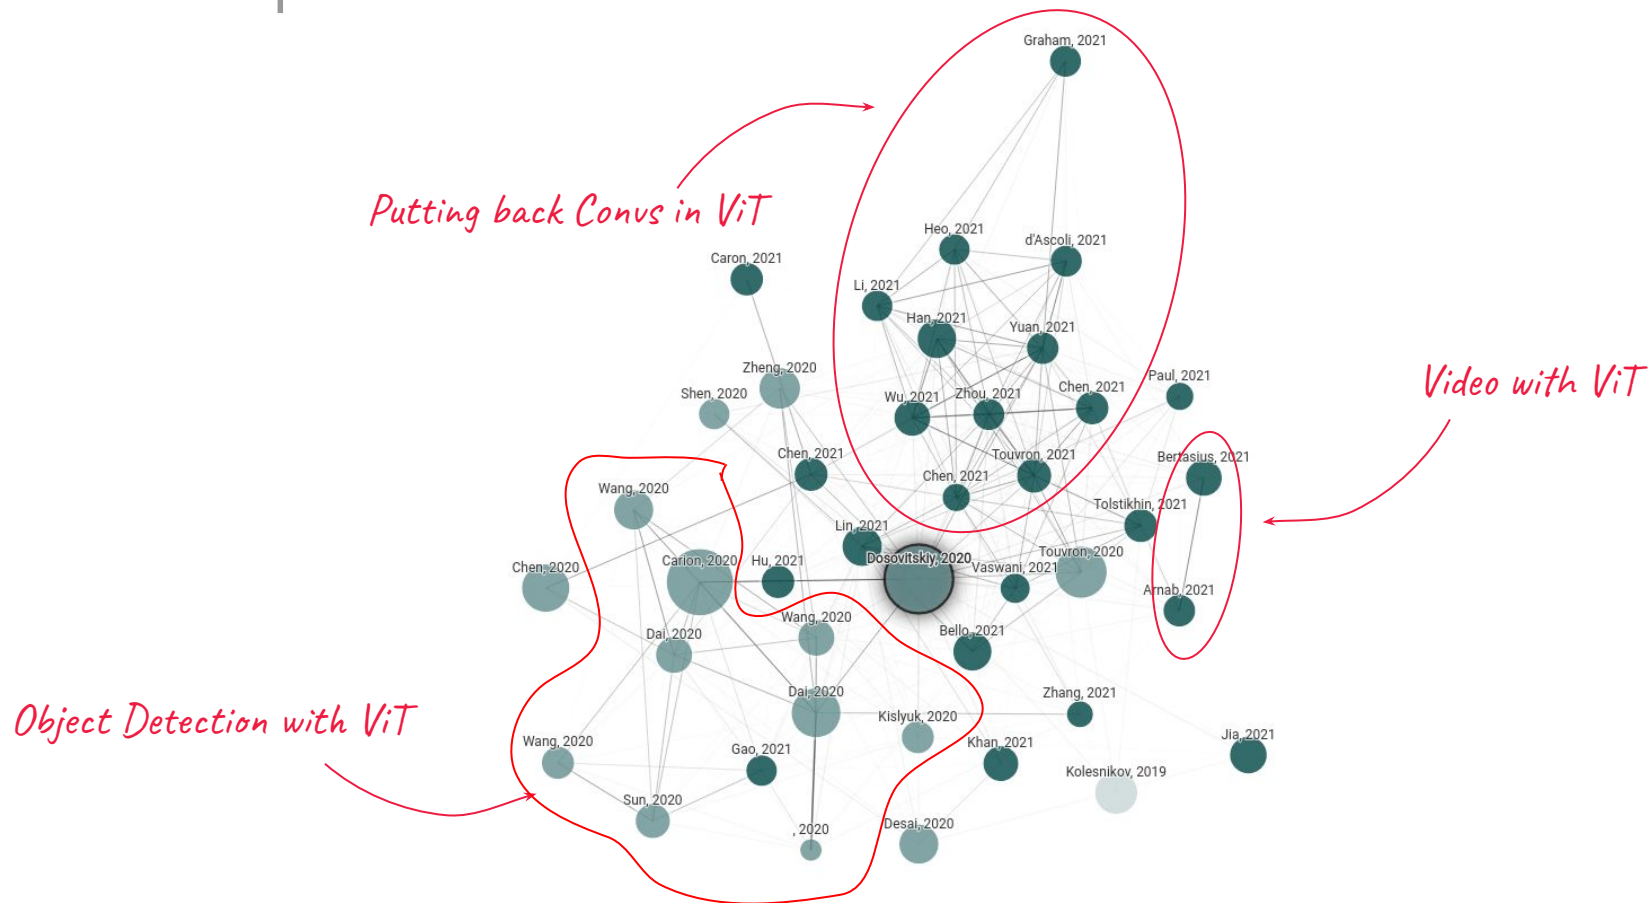 Graham, 2021
Putting back Convs in ViT
Heo, 2021
d'Ascoli, 2021
Caron, 2021
Li, 2021
Han, 2021
Yuan, 2021
Zheng, 2020
Shen, 2020
Wu, 2021
Zhou, 2021
Chen, 2021
Paul, 2021
Video with ViT
Chen, 2021
Touvron, 2021
Chen, 2021
Bertasius, 2021
Wang, 2020
Tolstikhin, 2021
Lin, 2021
Dosovitskiy, 2020
Chen, 2020
Carion, 2020
Hu, 2021
Vaswani, 2021
Touvron, 2020
Arnab, 2021
Wang, 2020
Dai, 2020
Bello, 2021
Dai, 2020
Zhang, 2021
Object Detection with ViT
Kislyuk, 2020
Wang, 2020
Gao, 2021
Khan, 2021
Jia, 2021
Kolesnikov, 2019
Sun, 2020
, 2020
Desai, 2020